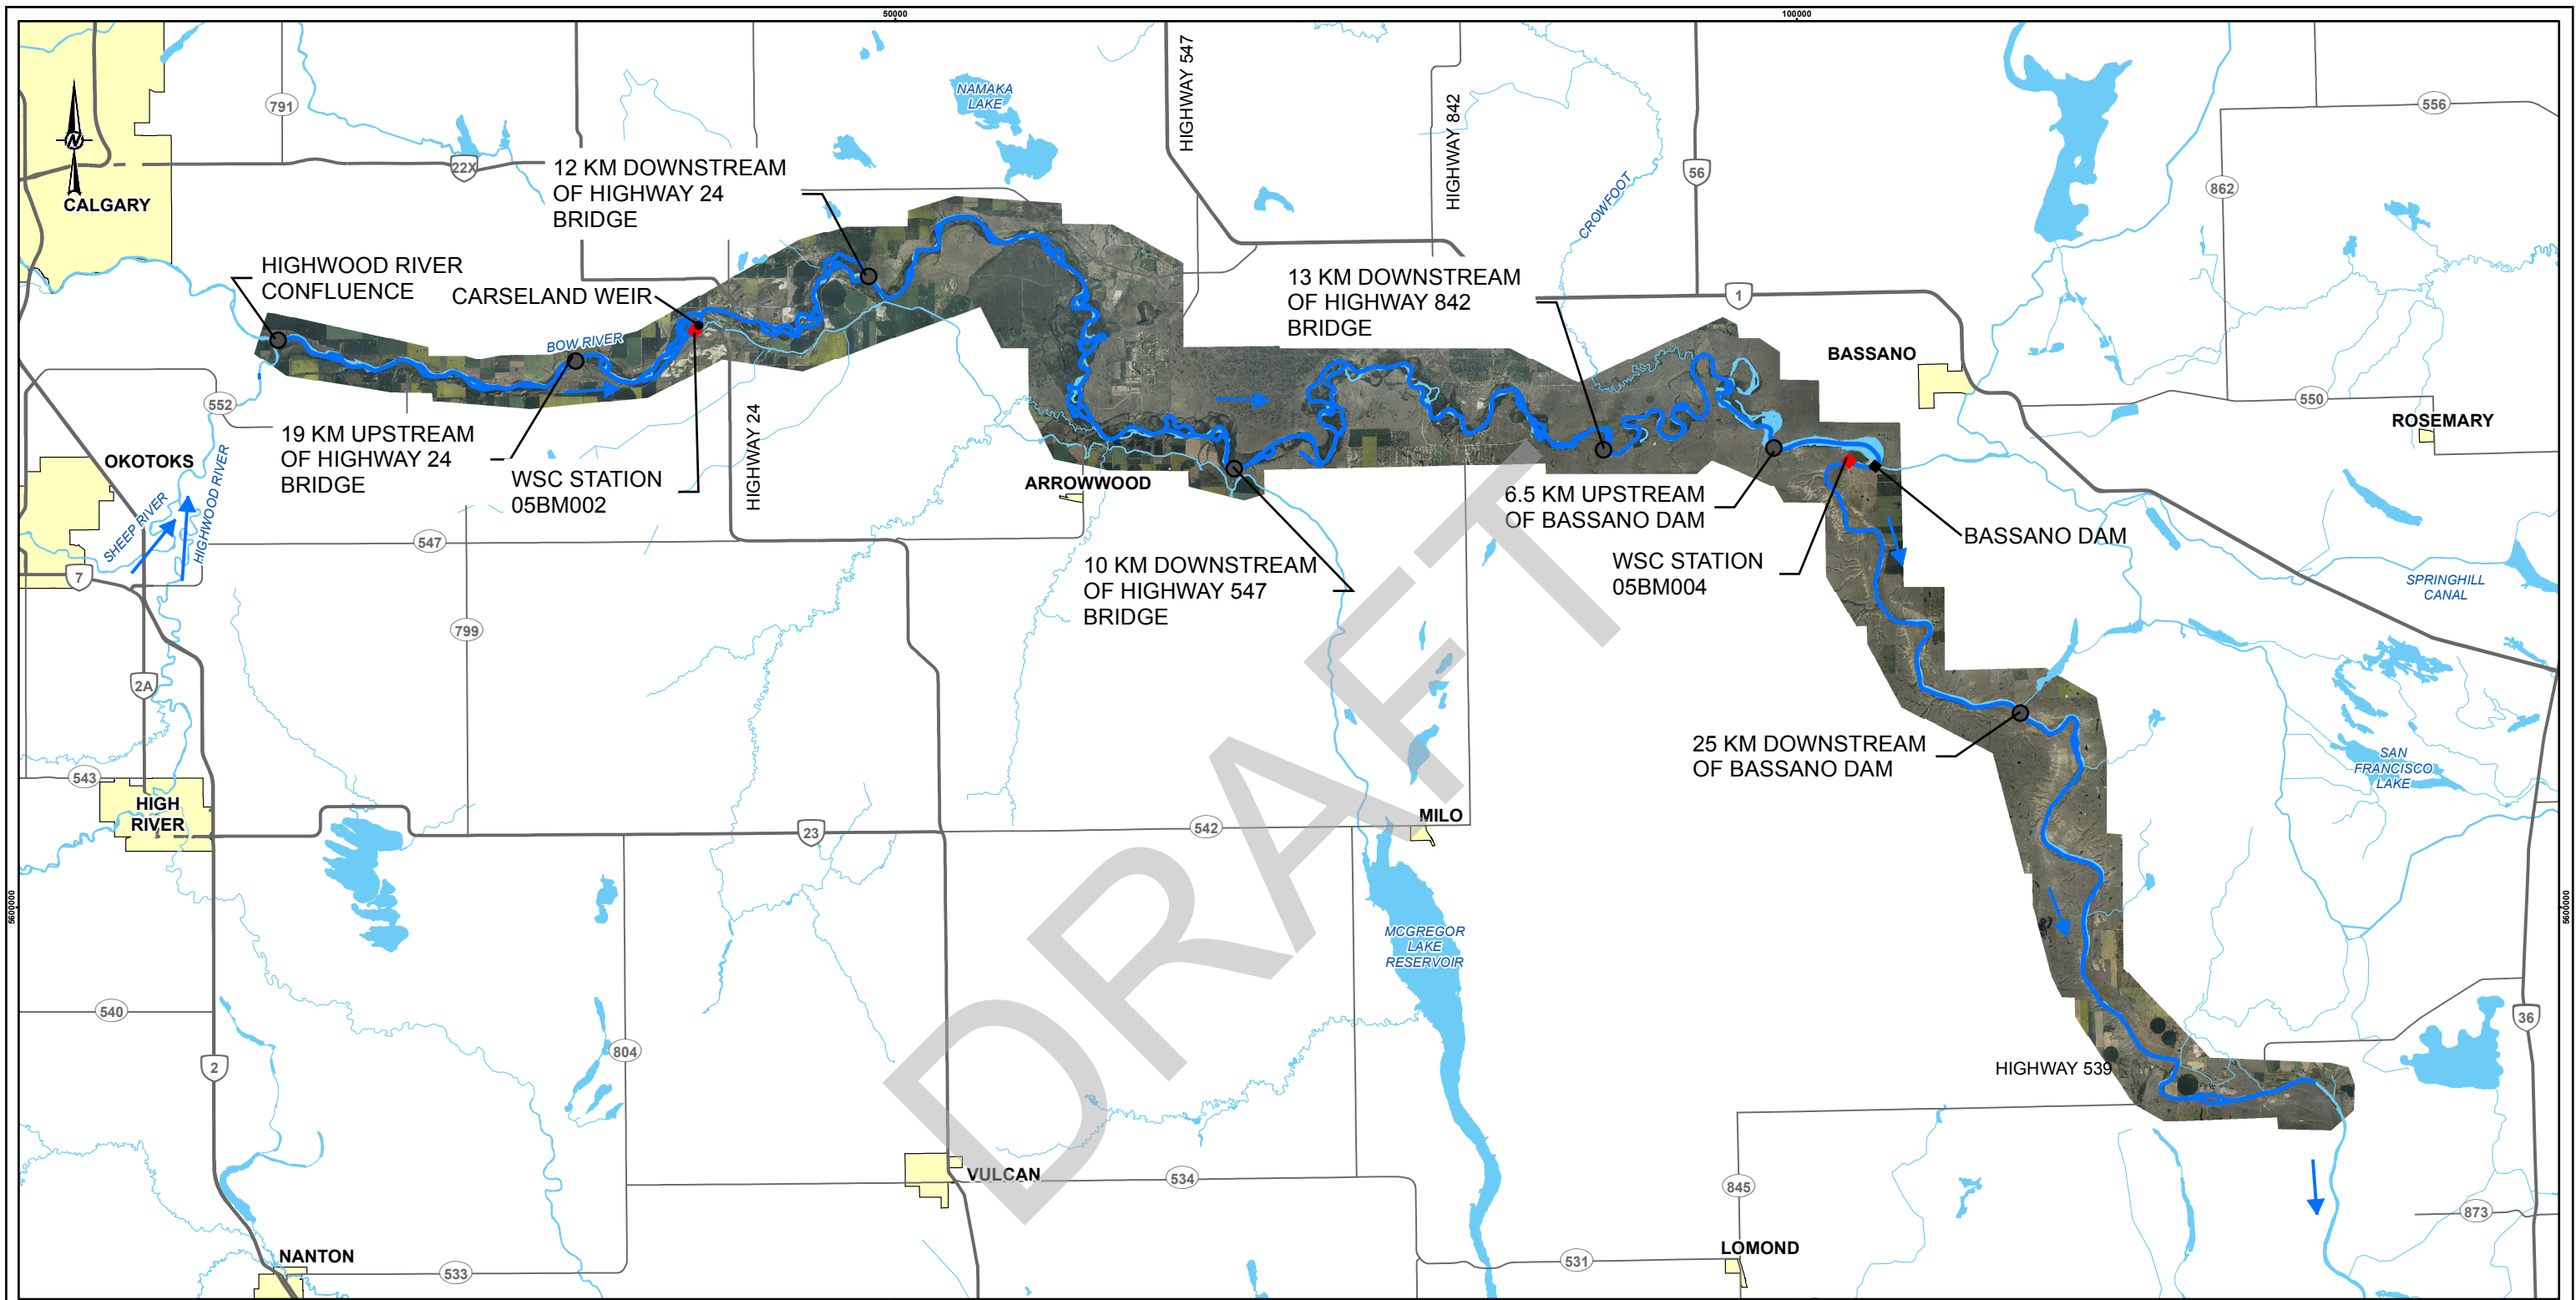 50000
100000
5600000
5600000
N
CALGARY
791
22X
NAMAKA
LAKE
HIGHWAY 547
HIGHWAY 842
CROWFOOT
56
556
862
12 KM DOWNSTREAM
OF HIGHWAY 24
BRIDGE
HIGHWOOD RIVER
CONFLUENCE
CARSELAND WEIR
BOW RIVER
13 KM DOWNSTREAM
OF HIGHWAY 842
BRIDGE
1
BASSANO
550
ROSEMARY
552
19 KM UPSTREAM
OF HIGHWAY 24
BRIDGE
WSC STATION
05BM002
HIGHWAY 24
OKOTOKS
SHEEP RIVER
HIGHWOOD RIVER
547
7
ARROWWOOD
10 KM DOWNSTREAM
OF HIGHWAY 547
BRIDGE
6.5 KM UPSTREAM
OF BASSANO DAM
WSC STATION
05BM004
BASSANO DAM
SPRINGHILL
CANAL
799
2A
25 KM DOWNSTREAM
OF BASSANO DAM
SAN
FRANCISCO
LAKE
543
HIGH
RIVER
23
542
MILO
DRAFT
MCGREGOR
LAKE
RESERVOIR
540
2
804
36
HIGHWAY 539
VULCAN
534
845
873
NANTON
533
531
LOMOND